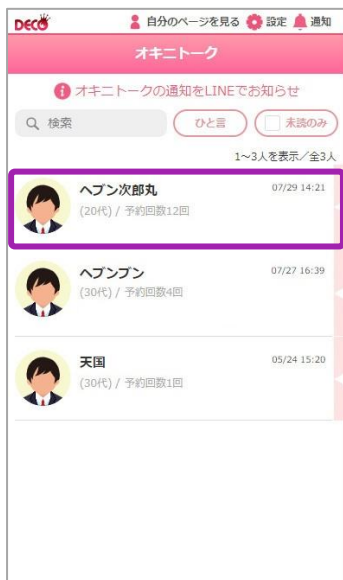 DECO 自分のページを見る 設定 通知
オキニトーク
オキニトークの通知をLINEでお知らせ
検索 ひと言 未読のみ
1〜3人を表示／全3人
ヘブン次郎丸 07/29 14:21
(20代) / 予約回数12回
ヘブンブン 07/27 16:39
(30代) / 予約回数4回
天国 05/24 15:20
(30代) / 予約回数1回